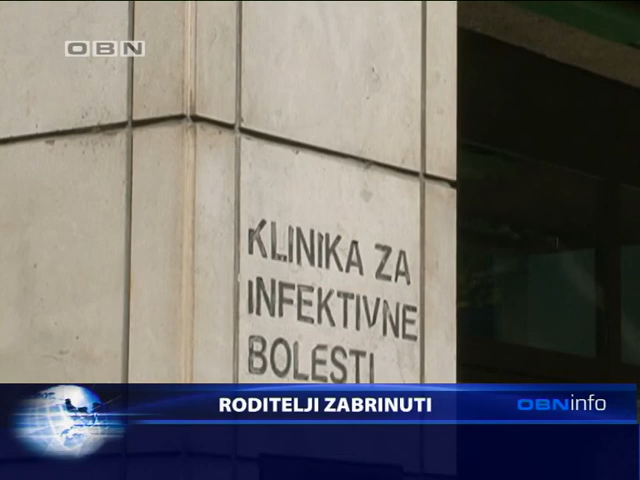 OBN
KLINIKA ZA
INFEKTIVNE
BOLESTI
RODITELJI ZABRINUTI
OBNinfo